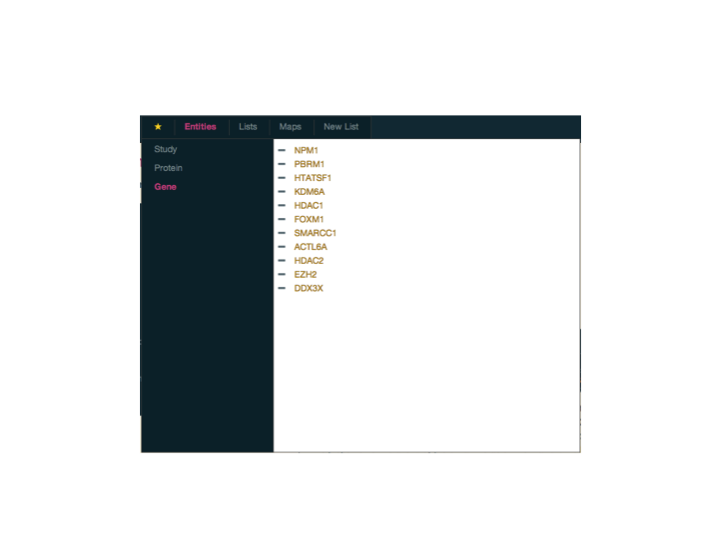 ★ Entities Lists Maps New List
Study
Protein
Gene
NPM1
PBRM1
HTATSF1
KDM6A
HDAC1
FOXM1
SMARCC1
ACTL6A
HDAC2
EZH2
DDX3X